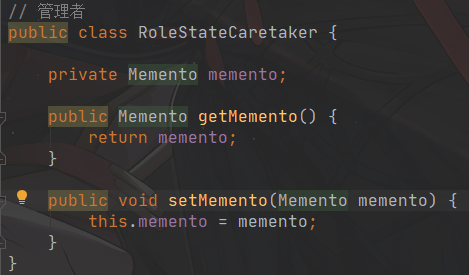 // 管理者
public class RoleStateCaretaker {
private Memento memento;
public Memento getMemento() {
return memento;
}
public void setMemento(Memento memento) {
this.memento = memento;
}
}